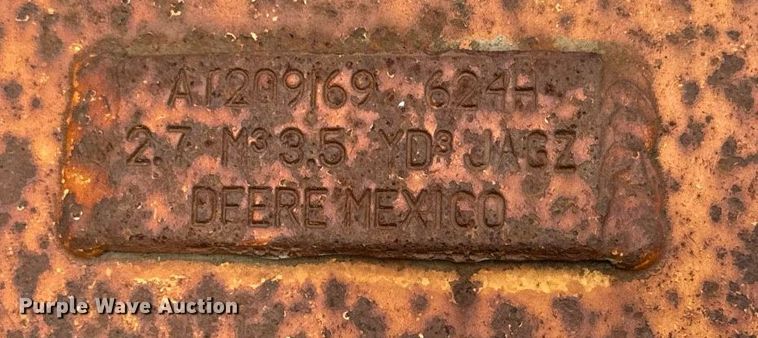 AT209169 624H
2.7 M³ 3.5 YD³ JAGZ
DEERE MEXICO
Purple Wave Auction